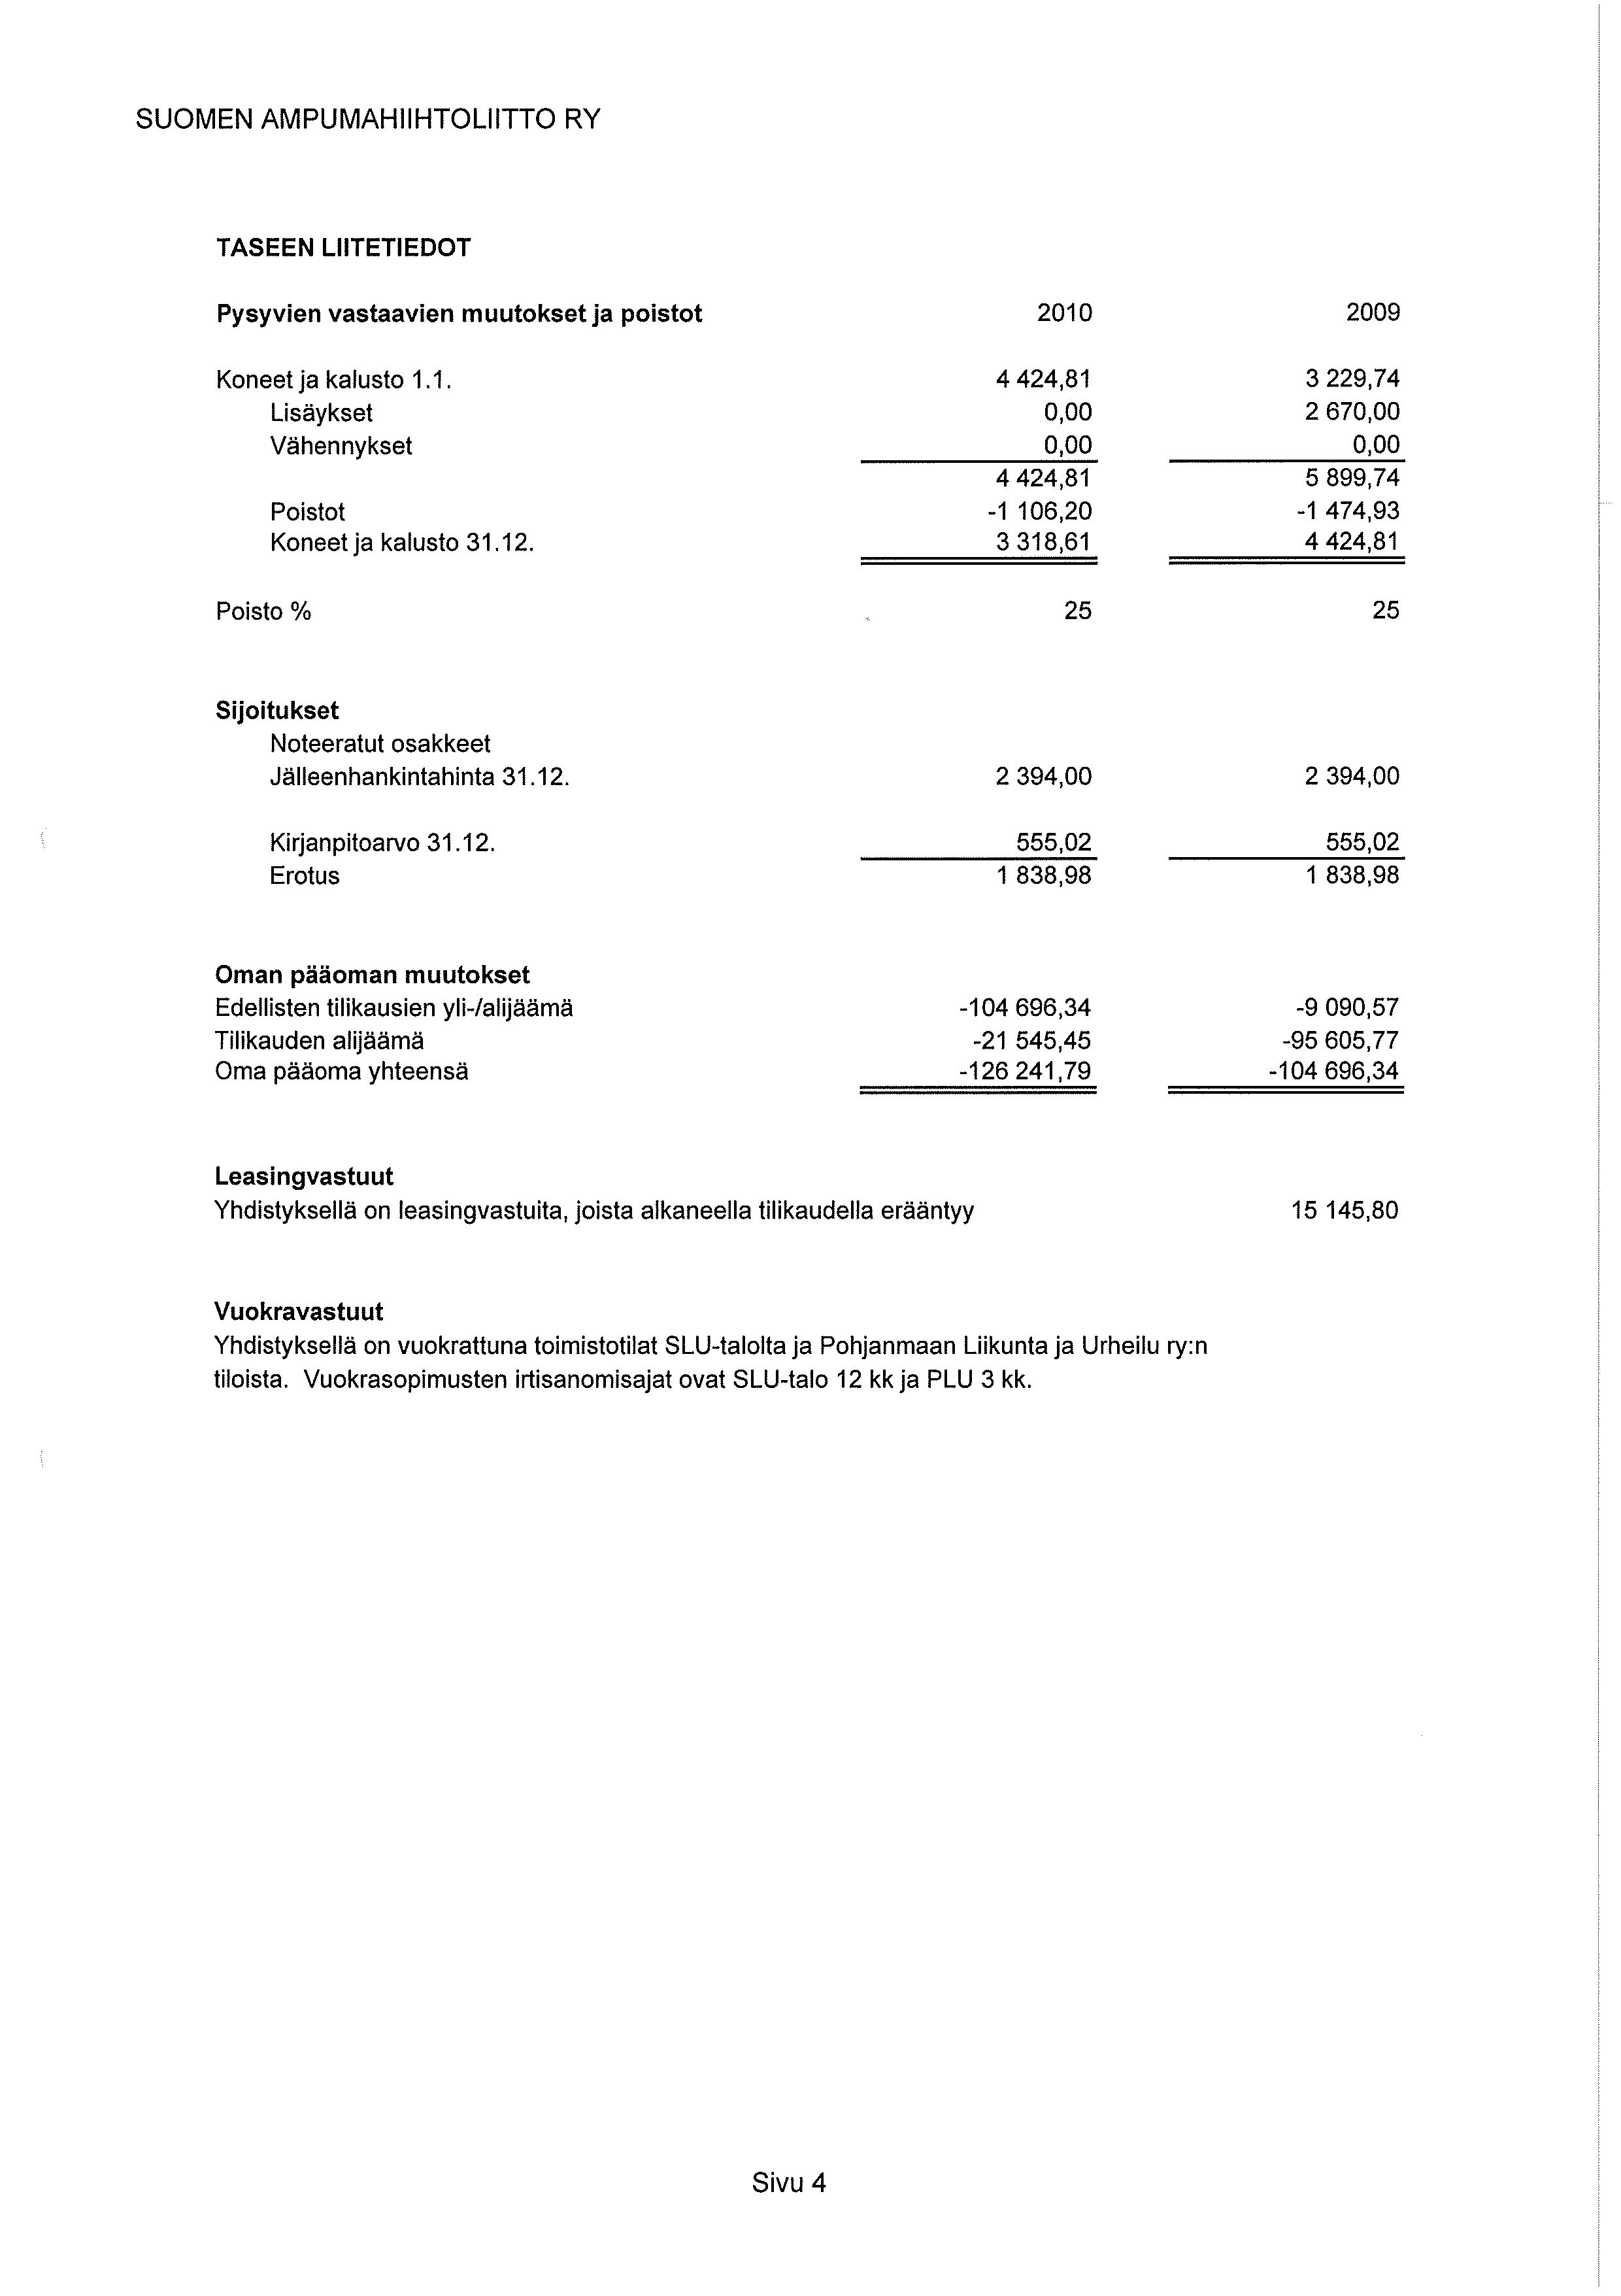 SUOMEN AMPUMAHIIHTOLIITTO RY
TASEEN LIITETIEDOT
Pysyvien vastaavien muutokset ja poistot 2010 2009
Koneet ja kalusto 1.1. 4 424,81 3 229,74
Lisäykset 0,00 2 670,00
Vähennykset 0,00 0,00
4 424,81 5 899,74
Poistot -1 106,20 -1 474,93
Koneet ja kalusto 31.12. 3 318,61 4 424,81
Poisto % 25 25
Sijoitukset
Noteeratut osakkeet
Jälleenhankintahinta 31.12. 2 394,00 2 394,00
Kirjanpitoarvo 31.12. 555,02 555,02
Erotus 1 838,98 1 838,98
Oman pääoman muutokset
Edellisten tilikausien yli-/alijäämä -104 696,34 -9 090,57
Tilikauden alijäämä -21 545,45 -95 605,77
Oma pääoma yhteensä -126 241,79 -104 696,34
Leasingvastuut
Yhdistyksellä on leasingvastuita, joista alkaneella tilikaudella erääntyy 15 145,80
Vuokravastuut
Yhdistyksellä on vuokrattuna toimistotilat SLU-talolta ja Pohjanmaan Liikunta ja Urheilu ry:n
tiloista. Vuokrasopimusten irtisanomisajat ovat SLU-talo 12 kk ja PLU 3 kk.
Sivu 4